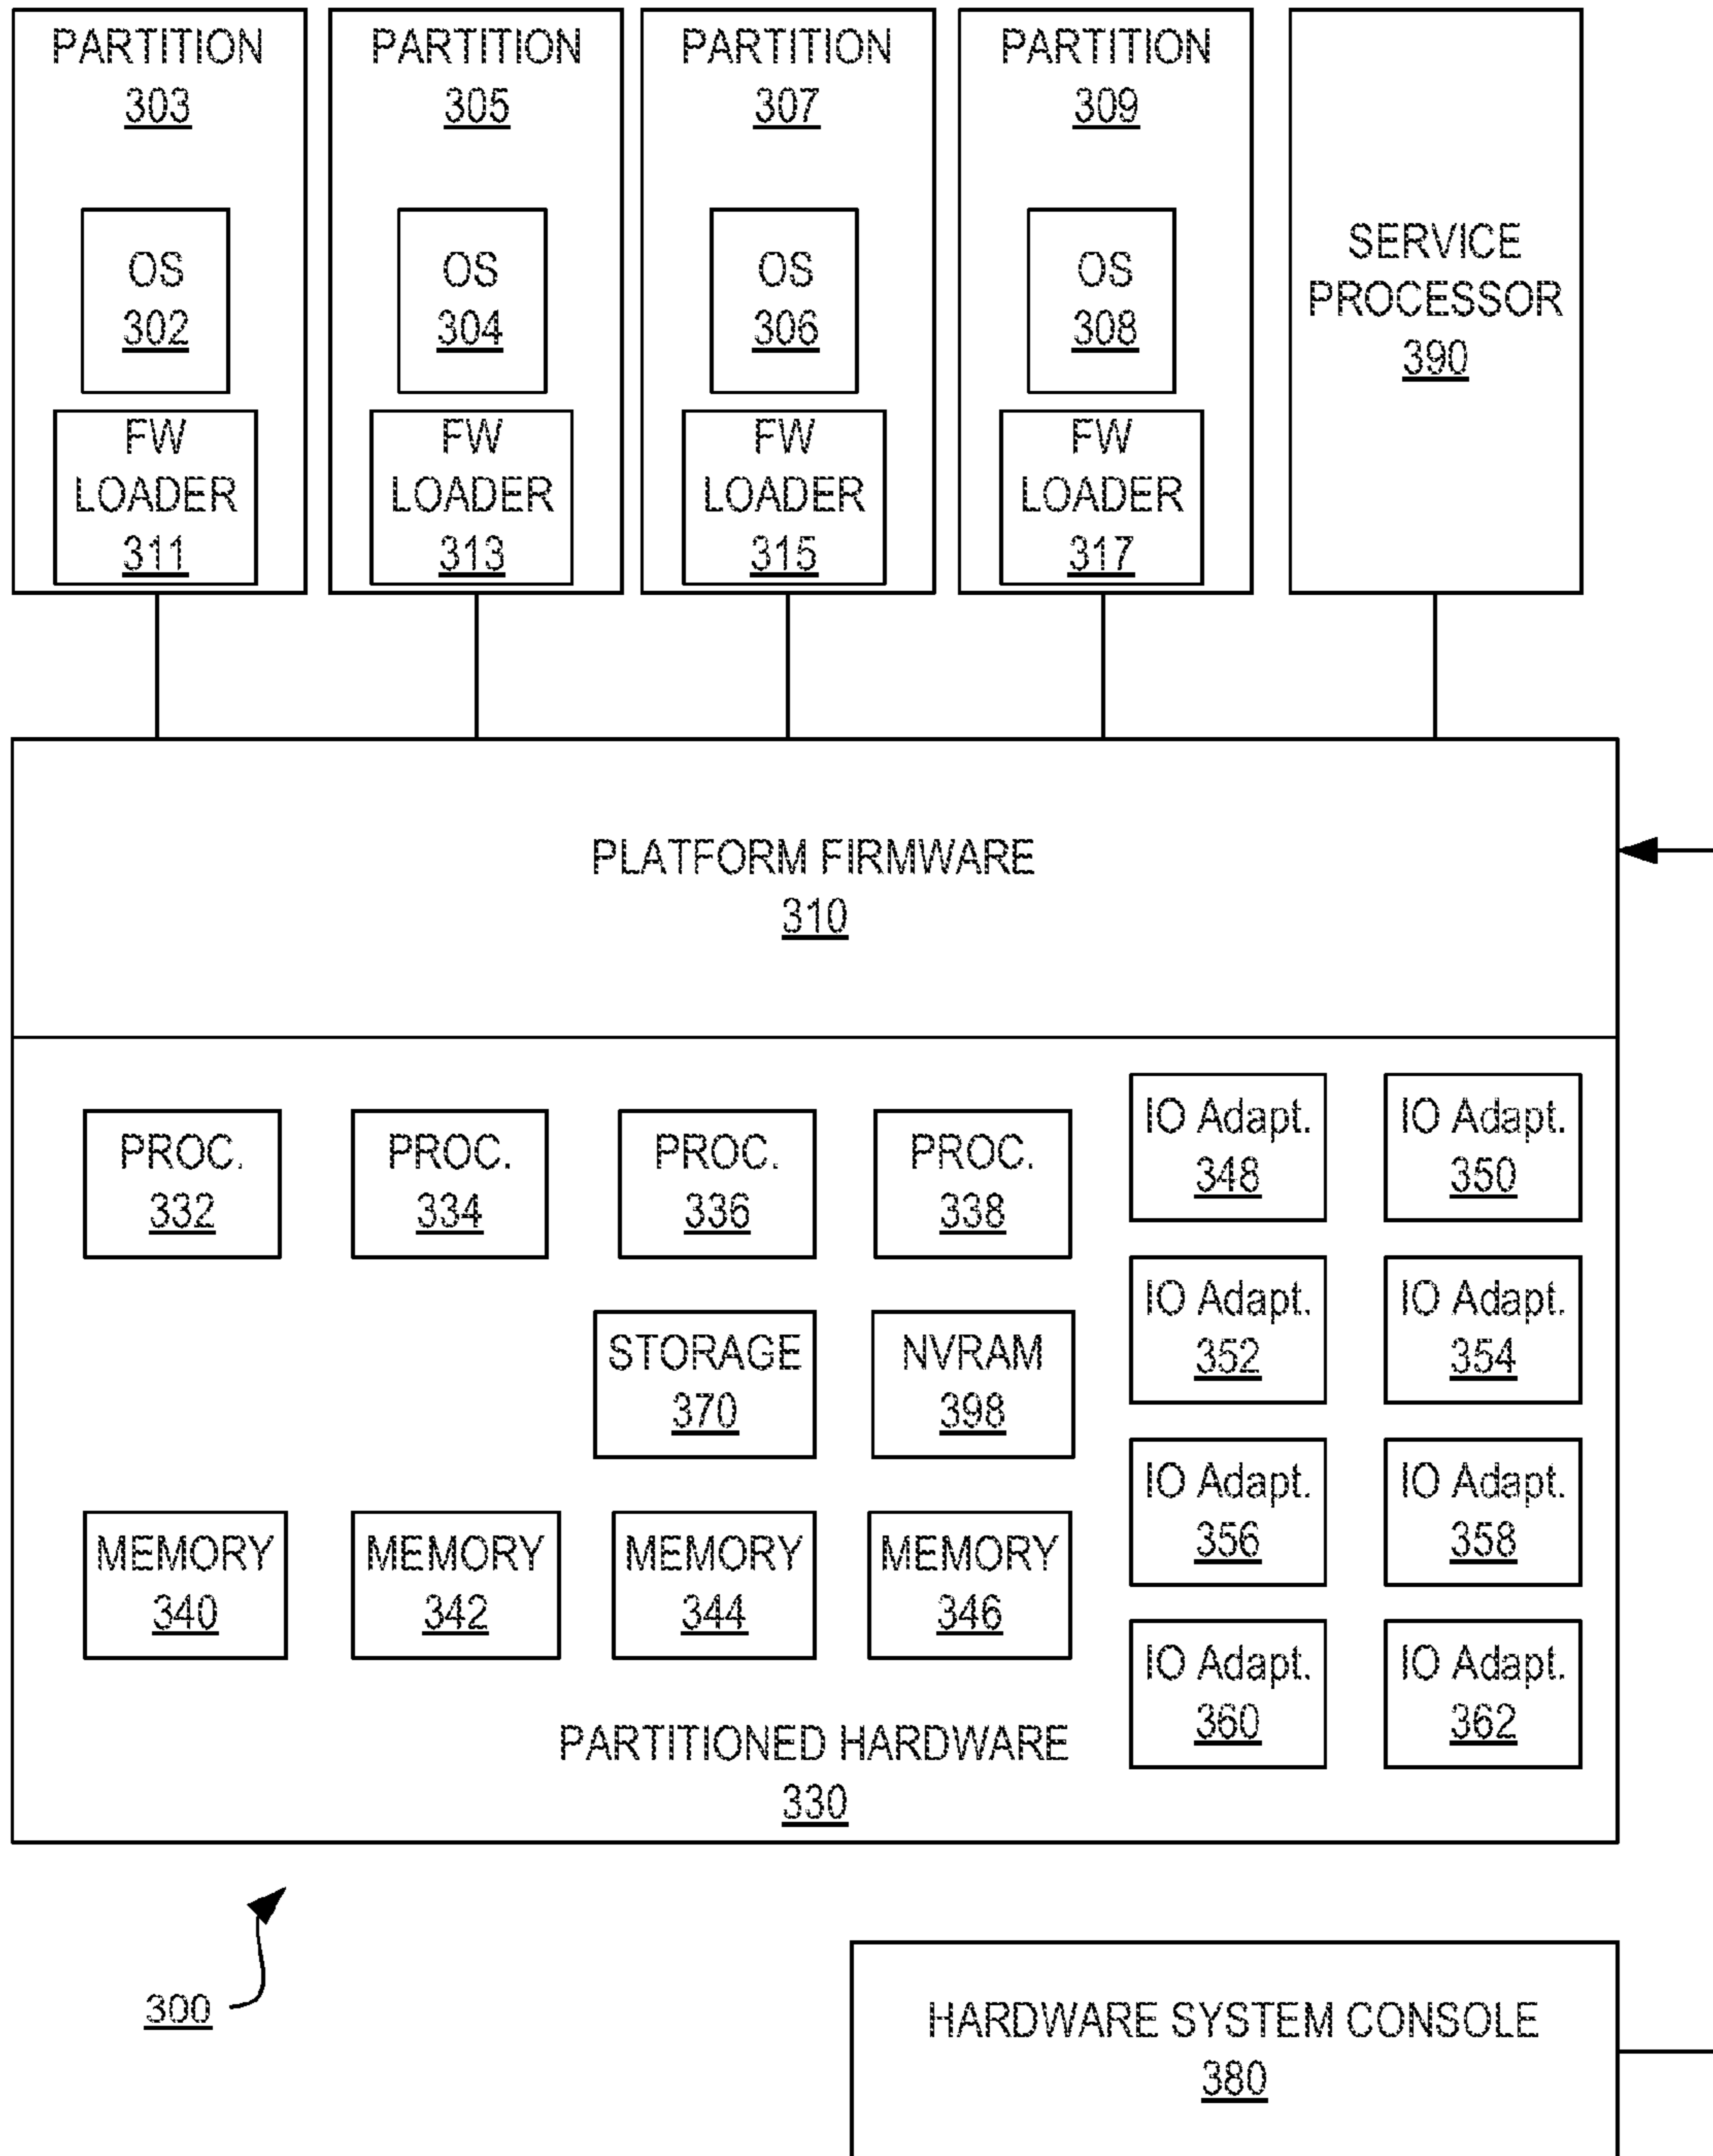 PARTITION
303
OS
302
FW
LOADER
311
PARTITION
305
OS
304
FW
LOADER
313
PARTITION
307
OS
306
FW
LOADER
315
PARTITION
309
OS
308
FW
LOADER
317
SERVICE
PROCESSOR
390
PLATFORM FIRMWARE
310
PROC.
332
PROC.
334
PROC.
336
PROC.
338
IO Adapt.
348
IO Adapt.
350
STORAGE
370
NVRAM
398
IO Adapt.
352
IO Adapt.
354
IO Adapt.
356
IO Adapt.
358
MEMORY
340
MEMORY
342
MEMORY
344
MEMORY
346
IO Adapt.
360
IO Adapt.
362
PARTITIONED HARDWARE
330
300
HARDWARE SYSTEM CONSOLE
380